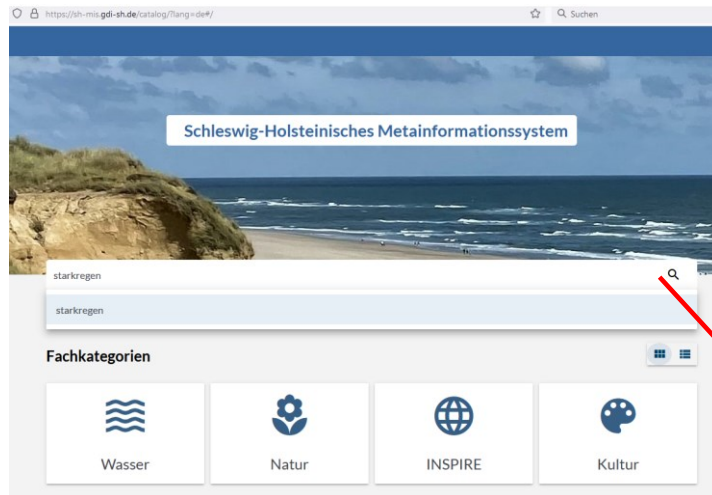 https://sh-mis.gdi-sh.de/catalog/?lang=de#/
Suchen
Schleswig-Holsteinisches Metainformationssystem
starkregen
starkregen
Fachkategorien
Wasser Natur INSPIRE Kultur